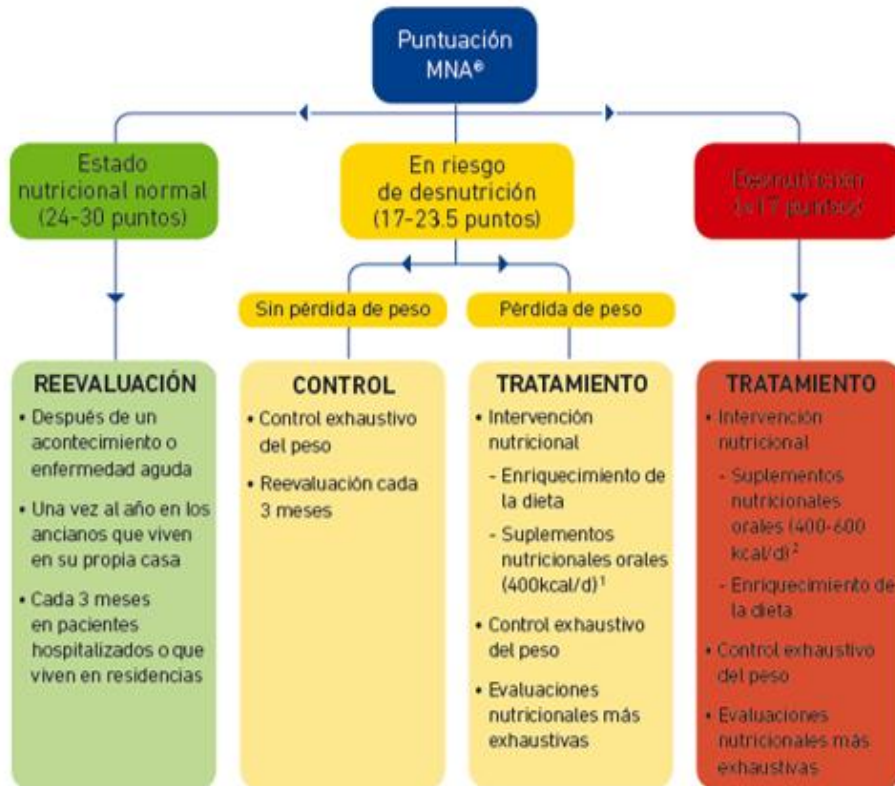 Puntuación
MNA®
Estado
nutricional normal
(24-30 puntos)
En riesgo
de desnutrición
(17-23.5 puntos)
Desnutrición
(<17 puntos)
Sin pérdida de peso
Pérdida de peso
REEVALUACIÓN
• Después de un
acontecimiento o
enfermedad aguda
• Una vez al año en los
ancianos que viven
en su propia casa
• Cada 3 meses
en pacientes
hospitalizados o que
viven en residencias
CONTROL
• Control exhaustivo
del peso
• Reevaluación cada
3 meses
TRATAMIENTO
• Intervención
nutricional
- Enriquecimiento de
la dieta
- Suplementos
nutricionales orales
(400kcal/d)¹
• Control exhaustivo
del peso
• Evaluaciones
nutricionales más
exhaustivas
TRATAMIENTO
• Intervención
nutricional
- Suplementos
nutricionales
orales (400-600
kcal/d)²
- Enriquecimiento de
la dieta
• Control exhaustivo
del peso
• Evaluaciones
nutricionales más
exhaustivas